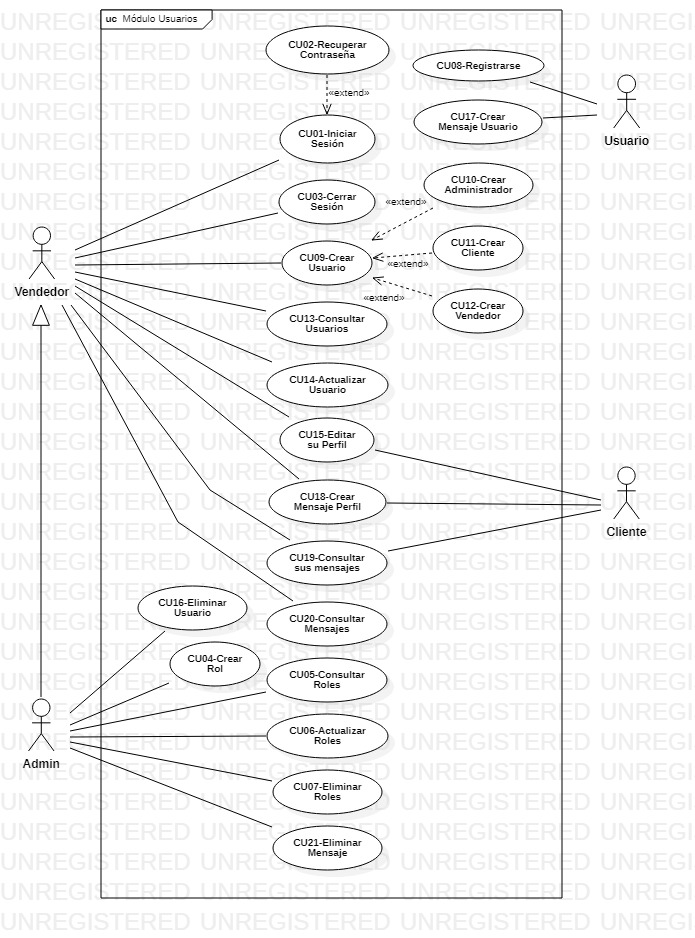 uc Módulo Usuarios
CU02-Recuperar
Contraseña
«extend»
CU08-Registrarse
CU17-Crear
Mensaje Usuario
Usuario
CU01-Iniciar
Sesión
CU10-Crear
Administrador
«extend»
CU03-Cerrar
Sesión
CU09-Crear
Usuario
CU11-Crear
Cliente
«extend»
Vendedor
CU12-Crear
Vendedor
«extend»
CU13-Consultar
Usuarios
CU14-Actualizar
Usuario
CU15-Editar
su Perfil
CU18-Crear
Mensaje Perfil
Cliente
CU19-Consultar
sus mensajes
CU16-Eliminar
Usuario
CU20-Consultar
Mensajes
CU04-Crear
Rol
CU05-Consultar
Roles
CU06-Actualizar
Roles
Admin
CU07-Eliminar
Roles
CU21-Eliminar
Mensaje
UNREGISTERED